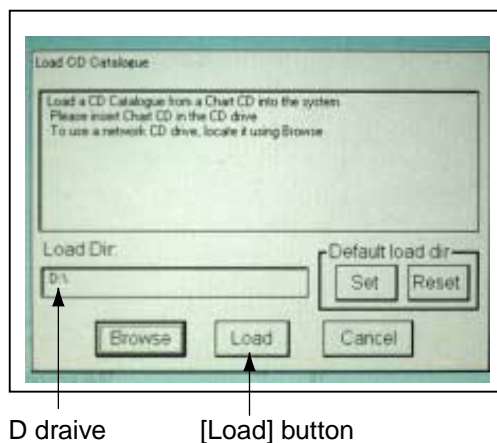 Load CD Catalogue
Load a CD Catalogue from a Chart CD into the system
Please insert Chart CD in the CD drive
To use a network CD drive, locate it using Browse
Load Dir:
Default load dir
D:\
Set
Reset
Browse
Load
Cancel
D draive
[Load] button